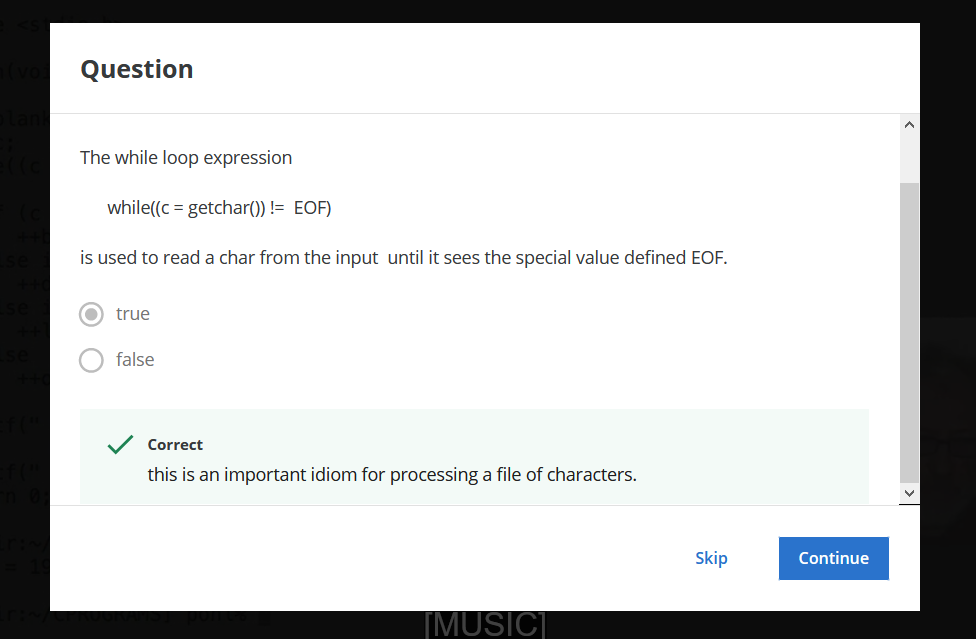 Question
The while loop expression
while((c = getchar()) != EOF)
is used to read a char from the input until it sees the special value defined EOF.
true
false
Correct
this is an important idiom for processing a file of characters.
Skip
Continue
[MUSIC]